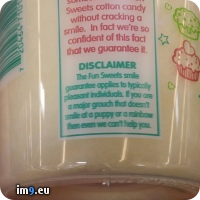 Sweets cotton candy
without cracking a
smile. In fact we're so
confident of this fact
that we guarantee it.
DISCLAIMER
The Fun Sweets smile
guarantee applies to typically
pleasant individuals. If you are
a major grouch that doesn't
smile at a puppy or a rainbow
then even we can't help you.
im9.eu